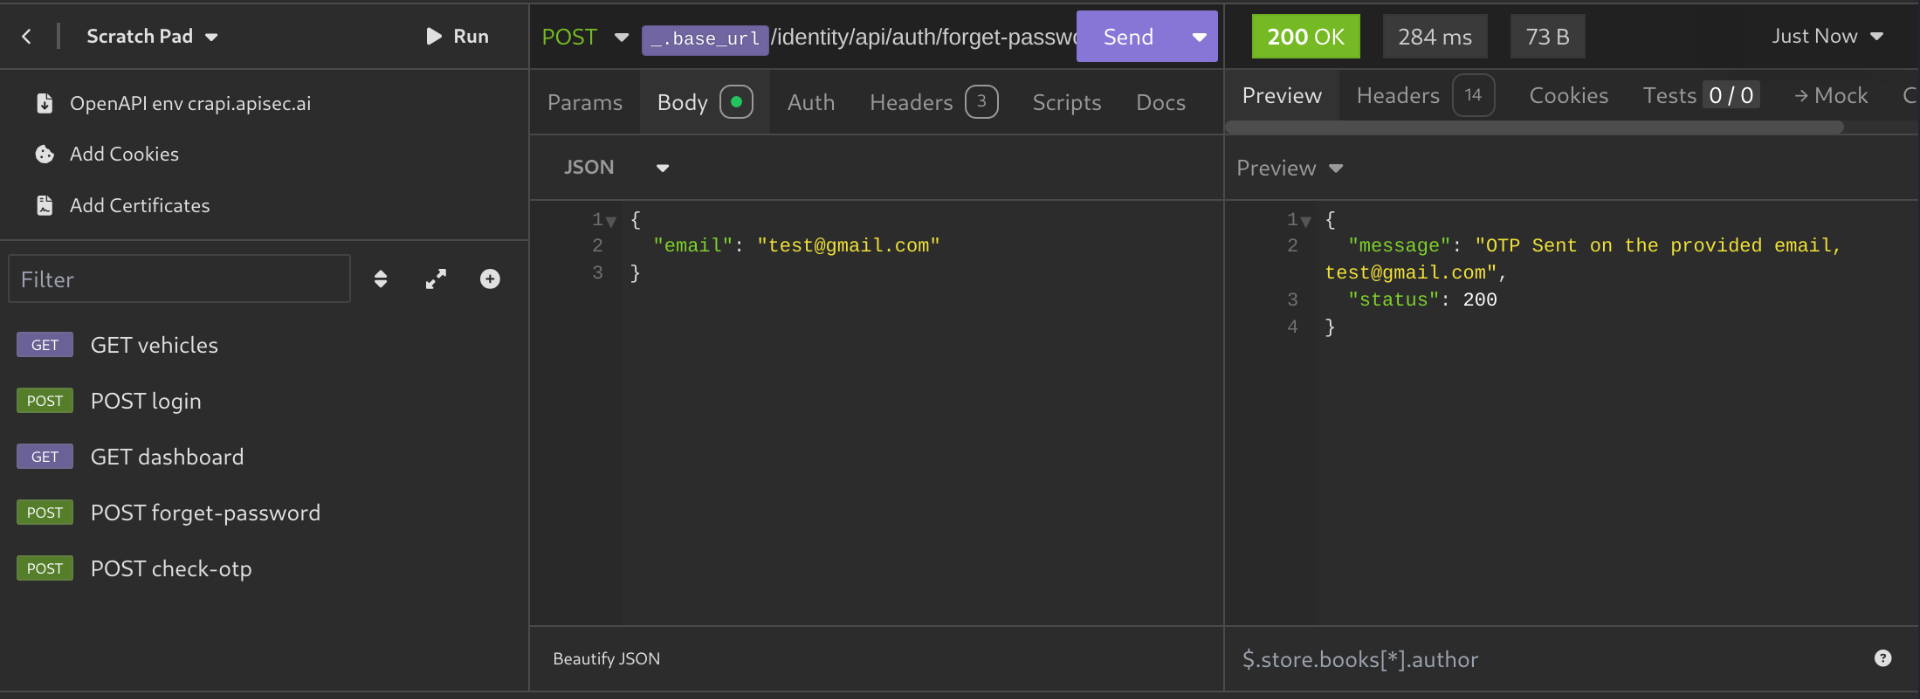 Scratch Pad
Run
OpenAPI env crapi.apisec.ai
Add Cookies
Add Certificates
Filter
GET GET vehicles
POST POST login
GET GET dashboard
POST POST forget-password
POST POST check-otp
POST _.base_url /identity/api/auth/forget-passw Send
Params Body Auth Headers 3 Scripts Docs
JSON
1 {
2 "email": "test@gmail.com"
3 }
Beautify JSON
200 OK 284 ms 73 B Just Now
Preview Headers 14 Cookies Tests 0 / 0 → Mock C
Preview
1 {
2 "message": "OTP Sent on the provided email,
test@gmail.com",
3 "status": 200
4 }
$.store.books[*].author